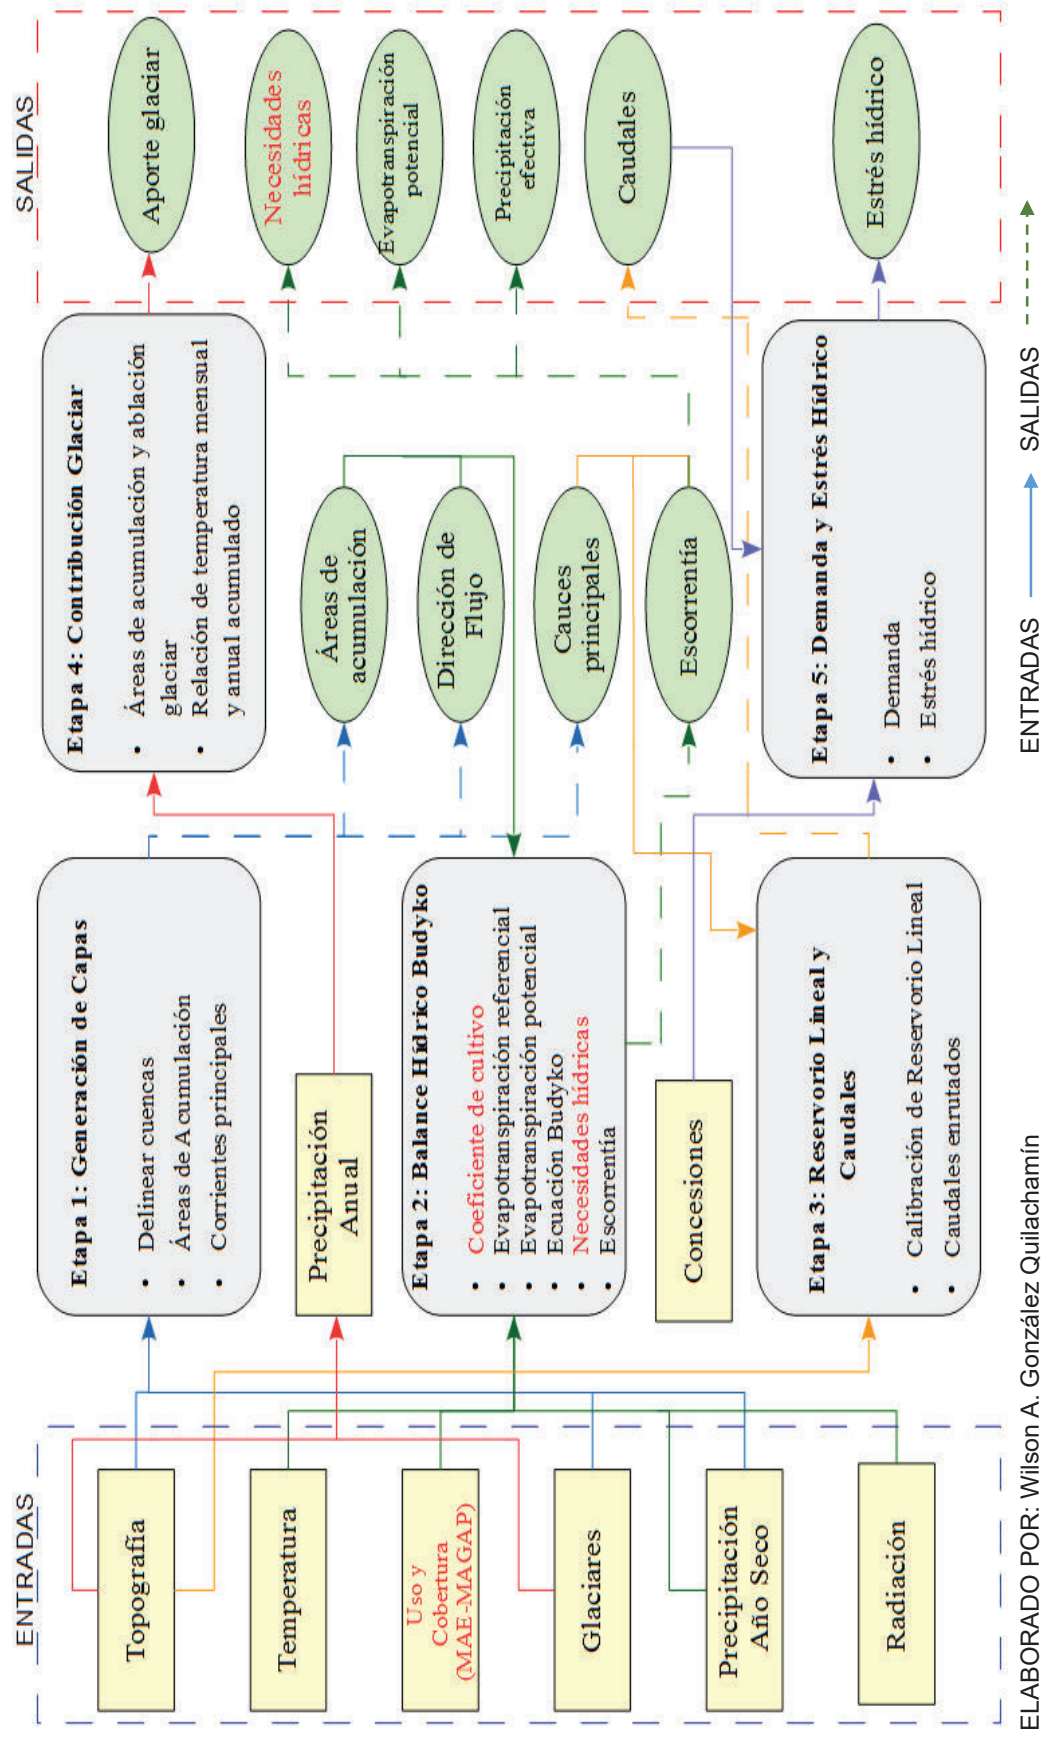 ENTRADAS
Topografía
Temperatura
Uso y
Cobertura
(MAE-MAGAP)
Glaciares
Precipitación
Año Seco
Radiación
Etapa 1: Generación de Capas
• Delinear cuencas
• Áreas de Acumulación
• Corrientes principales
Precipitación
Anual
Etapa 2: Balance Hídrico Budyko
• Coeficiente de cultivo
• Evapotranspiración referencial
• Evapotranspiración potencial
• Ecuación Budyko
• Necesidades hídricas
• Escorrentía
Concesiones
Etapa 3: Reservorio Lineal y
Caudales
• Calibración de Reservorio Lineal
• Caudales enrutados
Etapa 4: Contribución Glaciar
• Áreas de acumulación y ablación
glaciar
• Relación de temperatura mensual
y anual acumulado
Áreas de
acumulación
Dirección de
Flujo
Cauces
principales
Escorrentía
Etapa 5: Demanda y Estrés Hídrico
• Demanda
• Estrés hídrico
SALIDAS
Aporte glaciar
Necesidades
hídricas
Evapotranspiración
potencial
Precipitación
efectiva
Caudales
Estrés hídrico
ELABORADO POR: Wilson A. González Quilachamín
ENTRADAS
SALIDAS